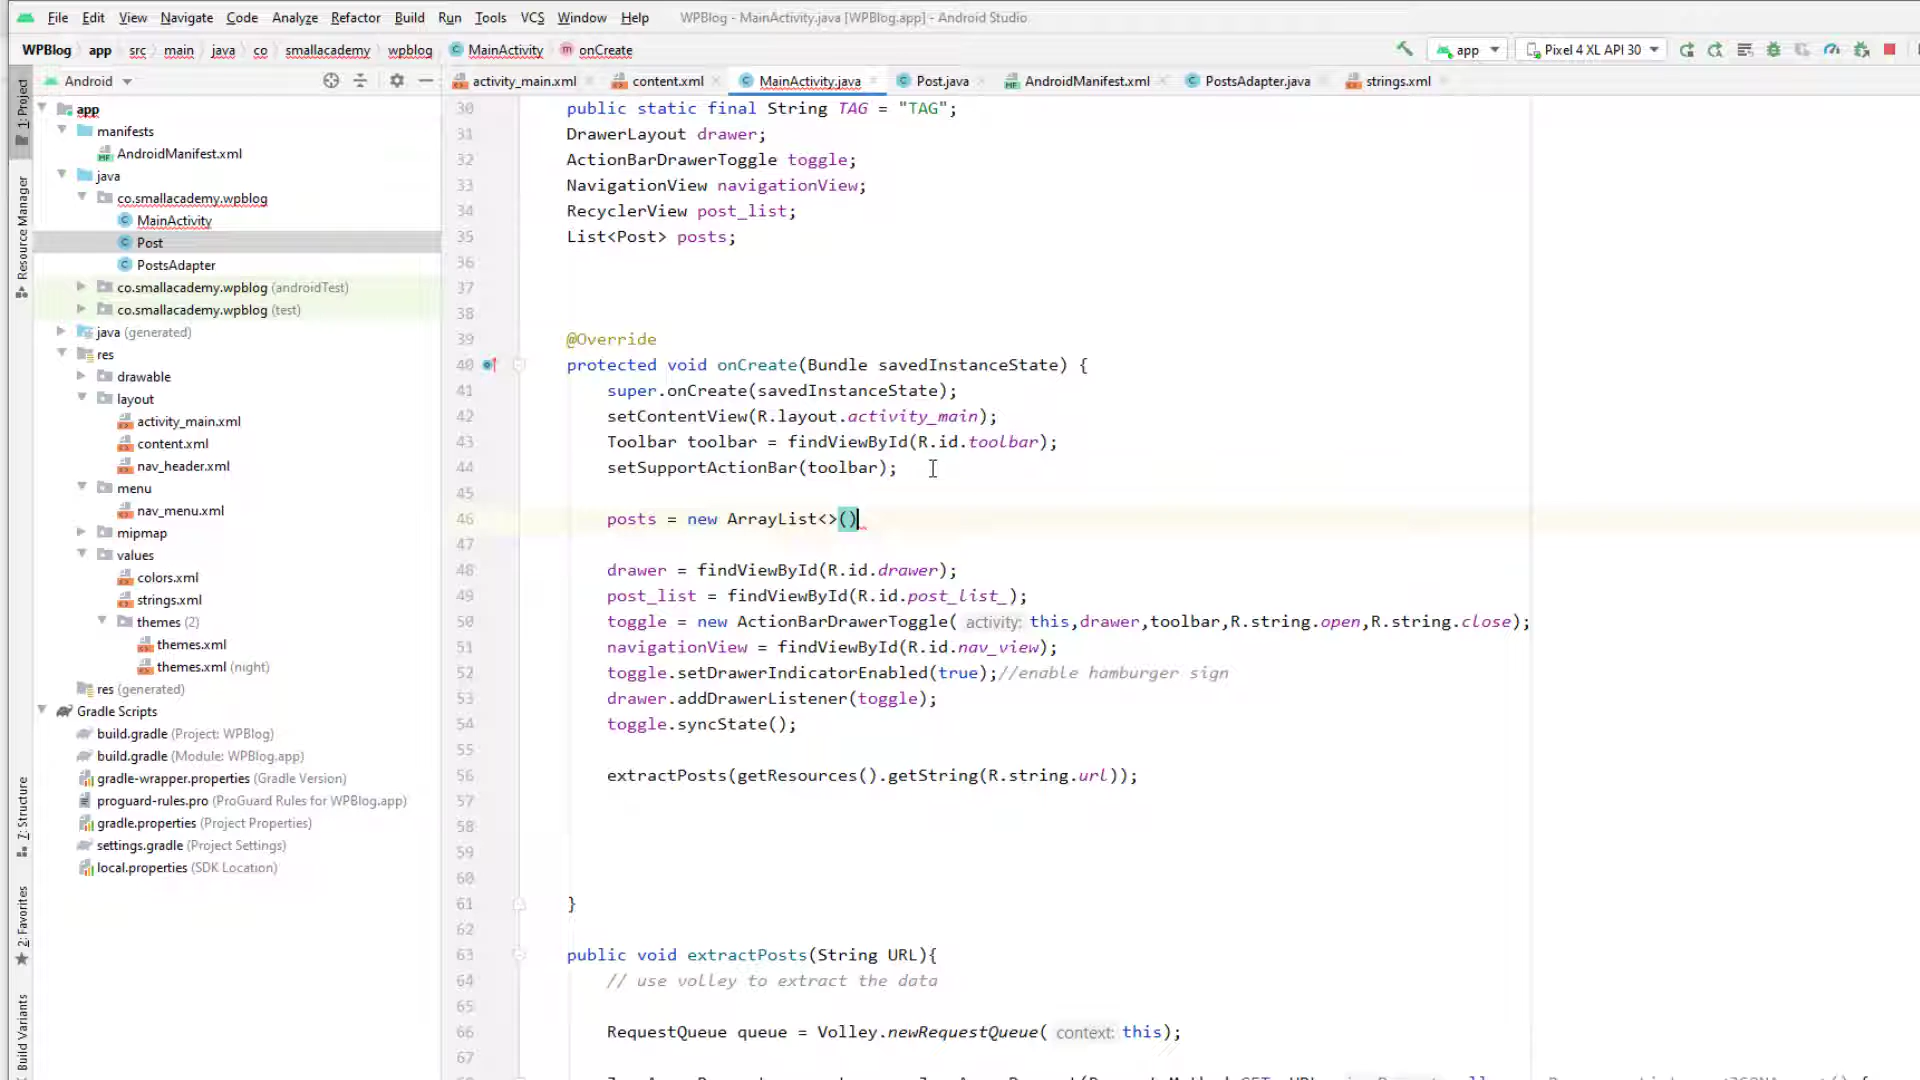 File Edit View Navigate Code Analyze Refactor Build Run Tools VCS Window Help WPBlog - MainActivity.java [WPBlog.app] - Android Studio
WPBlog app src main java co smallacademy wpblog MainActivity onCreate app Pixel 4 XL API 30
Android activity_main.xml content.xml MainActivity.java Post.java AndroidManifest.xml PostsAdapter.java strings.xml
1: Project
Resource Manager
7: Structure
2: Favorites
Build Variants
app
manifests
AndroidManifest.xml
java
co.smallacademy.wpblog
MainActivity
Post
PostsAdapter
co.smallacademy.wpblog (androidTest)
co.smallacademy.wpblog (test)
java (generated)
res
drawable
layout
activity_main.xml
content.xml
nav_header.xml
menu
nav_menu.xml
mipmap
values
colors.xml
strings.xml
themes (2)
themes.xml
themes.xml (night)
res (generated)
Gradle Scripts
build.gradle (Project: WPBlog)
build.gradle (Module: WPBlog.app)
gradle-wrapper.properties (Gradle Version)
proguard-rules.pro (ProGuard Rules for WPBlog.app)
gradle.properties (Project Properties)
settings.gradle (Project Settings)
local.properties (SDK Location)
30 public static final String TAG = "TAG";
31 DrawerLayout drawer;
32 ActionBarDrawerToggle toggle;
33 NavigationView navigationView;
34 RecyclerView post_list;
35 List<Post> posts;
36
37
38
39 @Override
40 protected void onCreate(Bundle savedInstanceState) {
41 super.onCreate(savedInstanceState);
42 setContentView(R.layout.activity_main);
43 Toolbar toolbar = findViewById(R.id.toolbar);
44 setSupportActionBar(toolbar);
45
46 posts = new ArrayList<>()
47
48 drawer = findViewById(R.id.drawer);
49 post_list = findViewById(R.id.post_list_);
50 toggle = new ActionBarDrawerToggle( activity: this,drawer,toolbar,R.string.open,R.string.close);
51 navigationView = findViewById(R.id.nav_view);
52 toggle.setDrawerIndicatorEnabled(true);//enable hamburger sign
53 drawer.addDrawerListener(toggle);
54 toggle.syncState();
55
56 extractPosts(getResources().getString(R.string.url));
57
58
59
60
61 }
62
63 public void extractPosts(String URL){
64 // use volley to extract the data
65
66 RequestQueue queue = Volley.newRequestQueue( context: this);
67